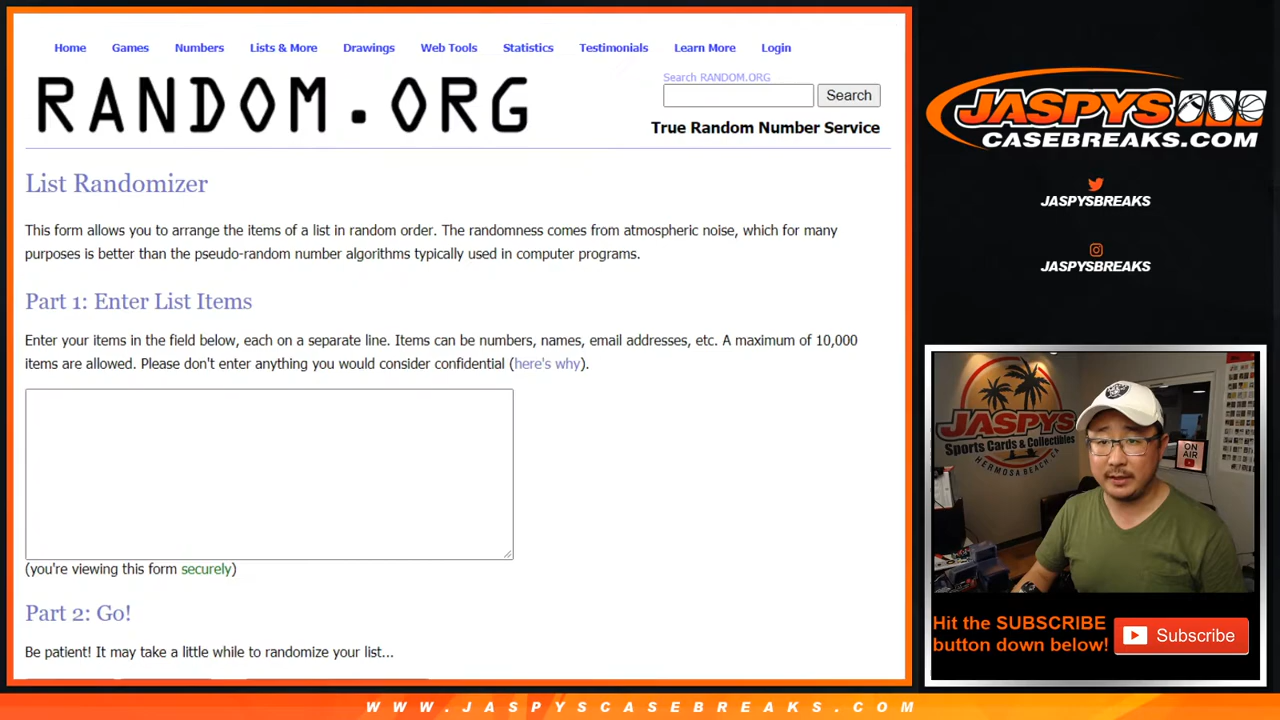 Home Games Numbers Lists & More Drawings Web Tools Statistics Testimonials Learn More Login
RANDOM.ORG
Search RANDOM.ORG
Search
True Random Number Service
List Randomizer
This form allows you to arrange the items of a list in random order. The randomness comes from atmospheric noise, which for many
purposes is better than the pseudo-random number algorithms typically used in computer programs.
Part 1: Enter List Items
Enter your items in the field below, each on a separate line. Items can be numbers, names, email addresses, etc. A maximum of 10,000
items are allowed. Please don't enter anything you would consider confidential (here's why).
(you're viewing this form securely)
Part 2: Go!
Be patient! It may take a little while to randomize your list...
JASPYS
CASEBREAKS.COM
JASPYSBREAKS
JASPYSBREAKS
JASPYS
Sports Cards & Collectibles
HERMOSA BEACH CA
ON
AIR
Hit the SUBSCRIBE
button down below!
Subscribe
WWW.JASPYSCASEBREAKS.COM